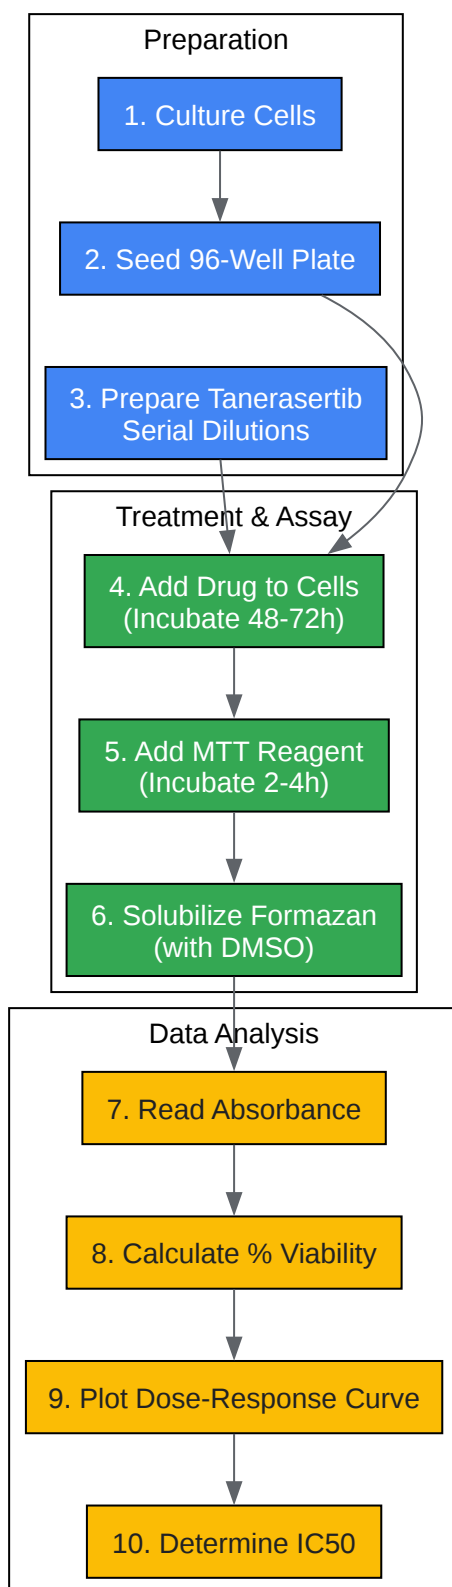 Preparation
1. Culture Cells
2. Seed 96-Well Plate
3. Prepare Tanerasertib
Serial Dilutions
Treatment & Assay
4. Add Drug to Cells
(Incubate 48-72h)
5. Add MTT Reagent
(Incubate 2-4h)
6. Solubilize Formazan
(with DMSO)
Data Analysis
7. Read Absorbance
8. Calculate % Viability
9. Plot Dose-Response Curve
10. Determine IC50